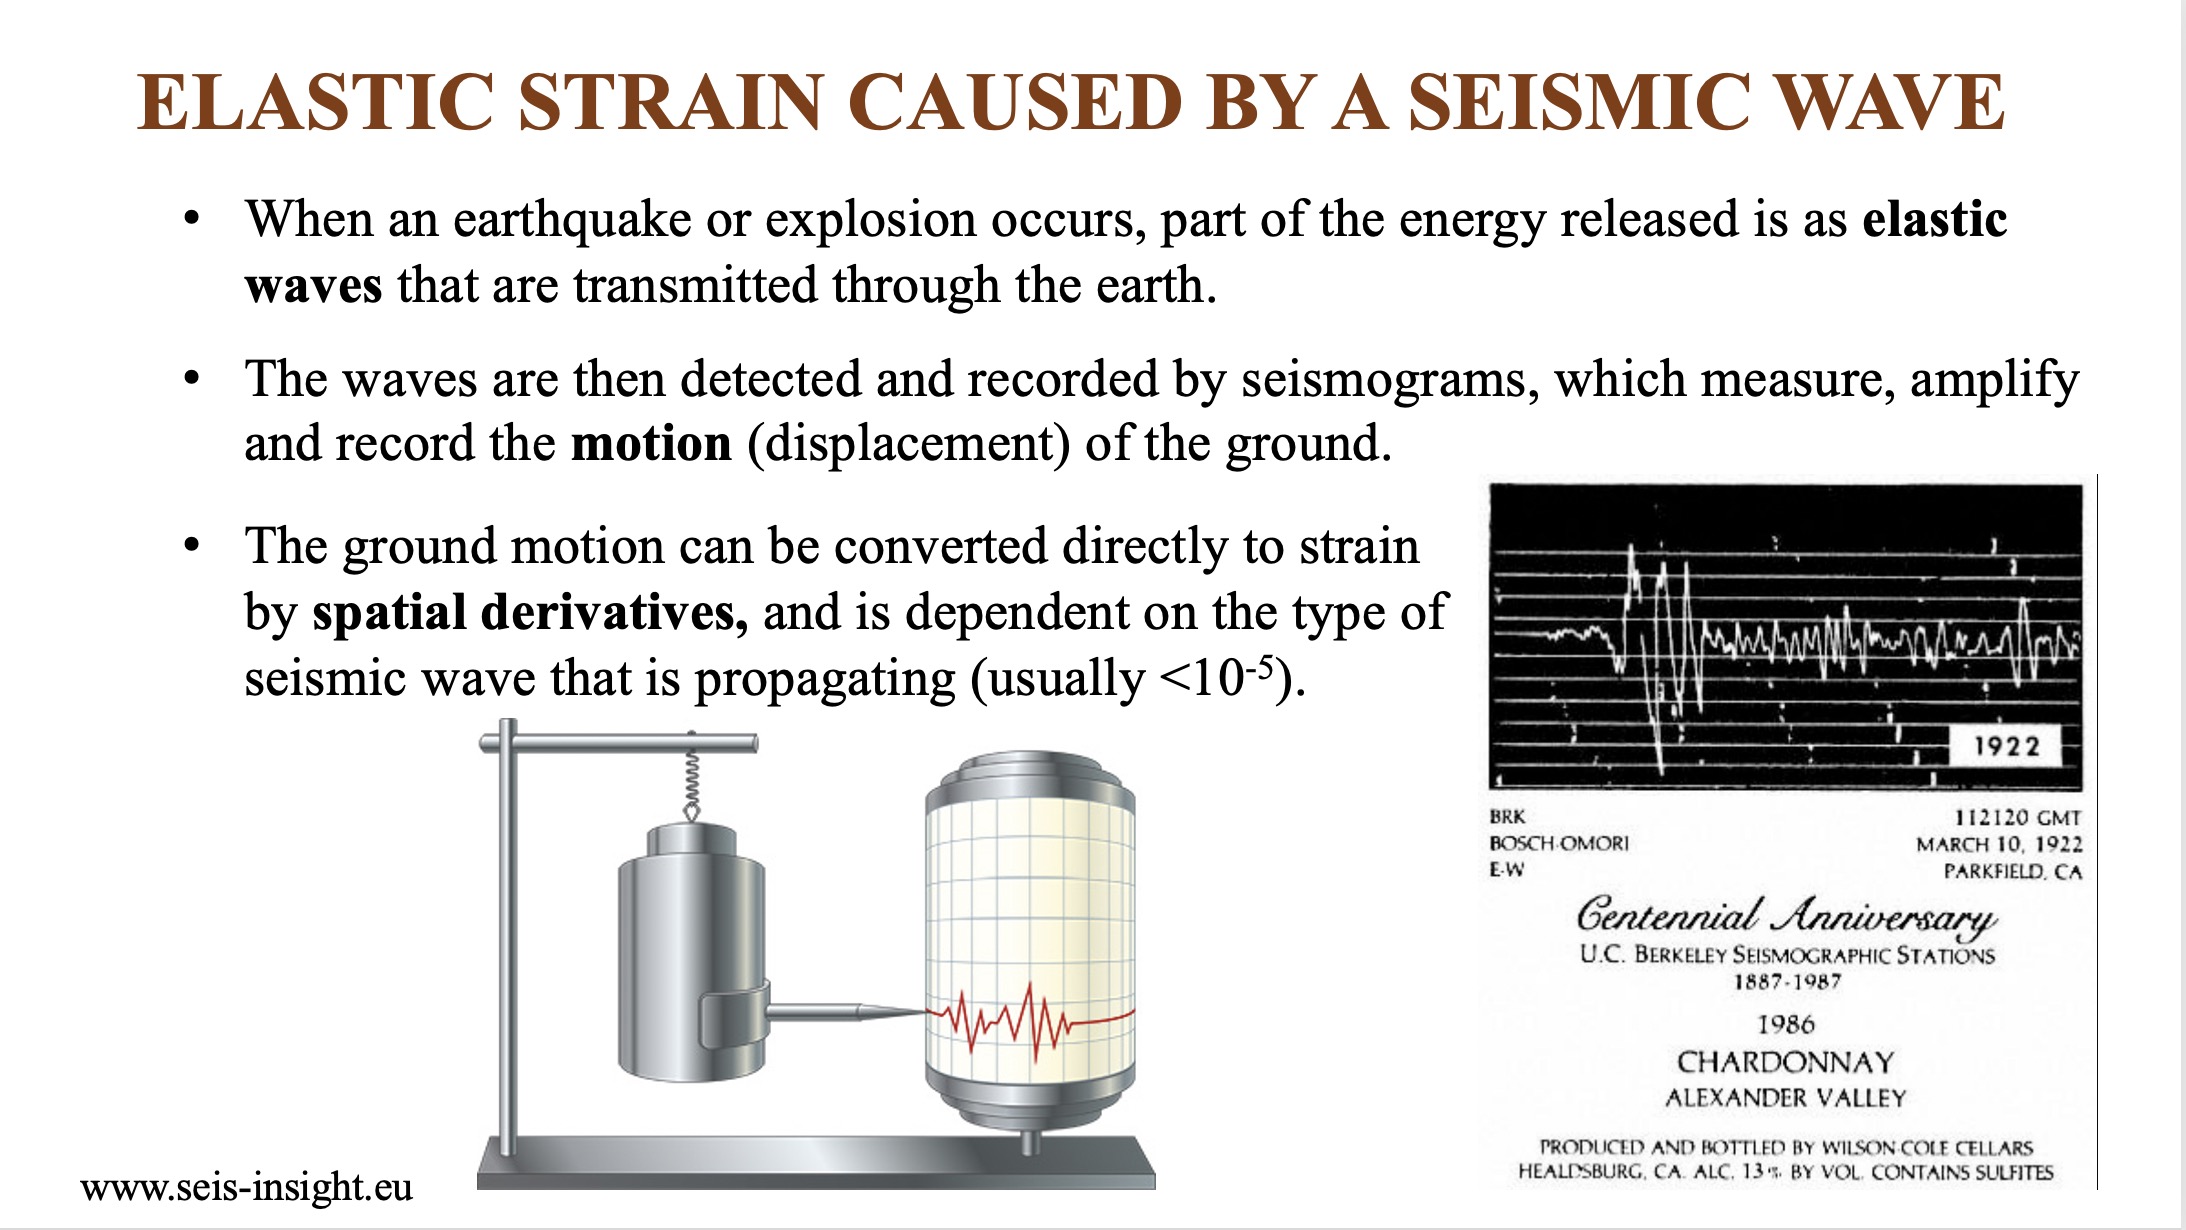 ELASTIC STRAIN CAUSED BY A SEISMIC WAVE
• When an earthquake or explosion occurs, part of the energy released is as elastic
waves that are transmitted through the earth.
• The waves are then detected and recorded by seismograms, which measure, amplify
and record the motion (displacement) of the ground.
• The ground motion can be converted directly to strain
by spatial derivatives, and is dependent on the type of
seismic wave that is propagating (usually <10⁻⁵).
1922
BRK 112120 GMT
BOSCH-OMORI MARCH 10, 1922
E-W PARKFIELD, CA
Centennial Anniversary
U.C. BERKELEY SEISMOGRAPHIC STATIONS
1887-1987
1986
CHARDONNAY
ALEXANDER VALLEY
PRODUCED AND BOTTLED BY WILSON-COLE CELLARS
HEALDSBURG, CA. ALC. 13% BY VOL. CONTAINS SULFITES
www.seis-insight.eu